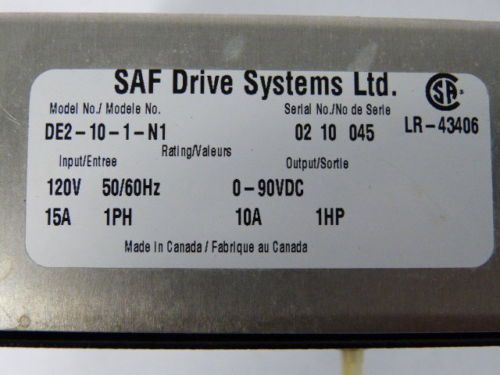 SAF Drive Systems Ltd.
SA
Model No./ Modele No.
Serial No./No de Serie
DE2-10-1-N1
02 10 045
LR-43406
Rating/Valeurs
Input/Entree
Output/Sortie
120V 50/60Hz
0-90VDC
15A 1PH
10A 1HP
Made in Canada / Fabrique au Canada